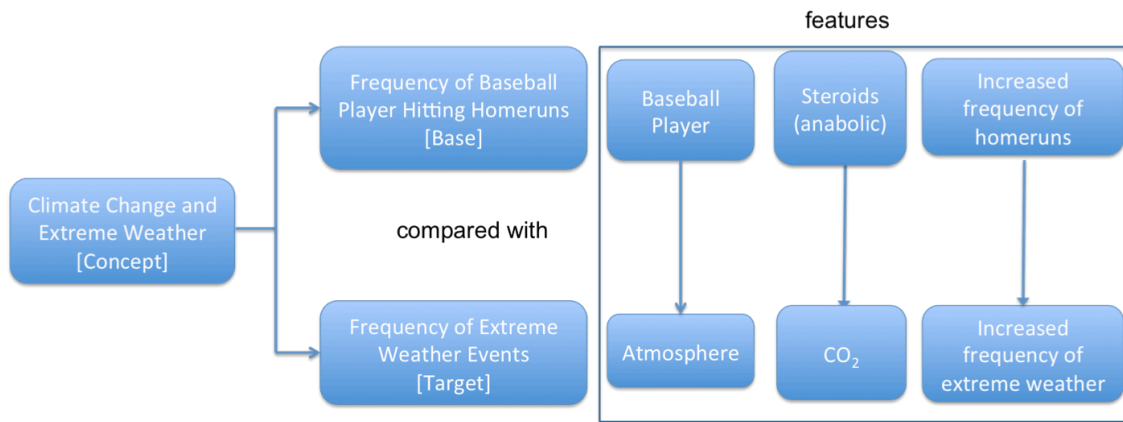 features
Frequency of Baseball
Player Hitting Homeruns
[Base]
Baseball
Player
Steroids
(anabolic)
Increased
frequency of
homeruns
Climate Change and
Extreme Weather
[Concept]
compared with
Frequency of Extreme
Weather Events
[Target]
Atmosphere
CO₂
Increased
frequency of
extreme weather